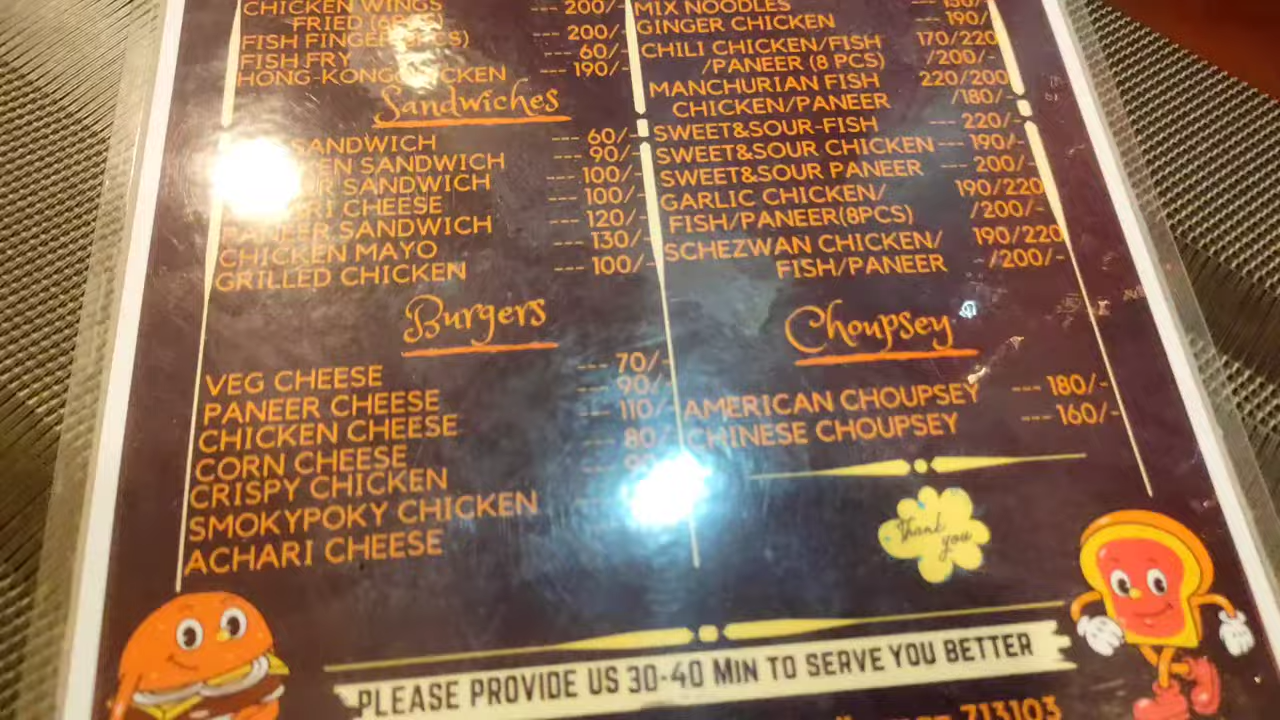 CHICKEN WINGS --- 200/-
FRIED (6PCS)
FISH FINGER PCS) --- 200/-
FISH FRY --- 60/-
HONG-KONG CKEN --- 190/-
Sandwiches
SANDWICH --- 60/-
SANDWICH --- 90/-
SANDWICH --- 100/-
CHEESE --- 100/-
PANEER SANDWICH --- 120/-
CHICKEN MAYO --- 130/-
GRILLED CHICKEN --- 100/-
Burgers
VEG CHEESE --- 70/-
PANEER CHEESE --- 90/-
CHICKEN CHEESE --- 110/-
CORN CHEESE --- 80/-
CRISPY CHICKEN
SMOKYPOKY CHICKEN
ACHARI CHEESE
MIX NOODLES --- 150/-
GINGER CHICKEN --- 190/-
CHILI CHICKEN/FISH 170/220
/PANEER (8 PCS) /200/-
MANCHURIAN FISH 220/200
CHICKEN/PANEER /180/-
SWEET&SOUR-FISH --- 220/-
SWEET&SOUR CHICKEN --- 190/-
SWEET&SOUR PANEER --- 200/-
GARLIC CHICKEN/ 190/220
FISH/PANEER(8PCS) /200/-
SCHEZWAN CHICKEN/ 190/220
FISH/PANEER -/200/-
Choupsey
AMERICAN CHOUPSEY --- 180/-
CHINESE CHOUPSEY --- 160/-
Thank
you
PLEASE PROVIDE US 30-40 MIN TO SERVE YOU BETTER
713103